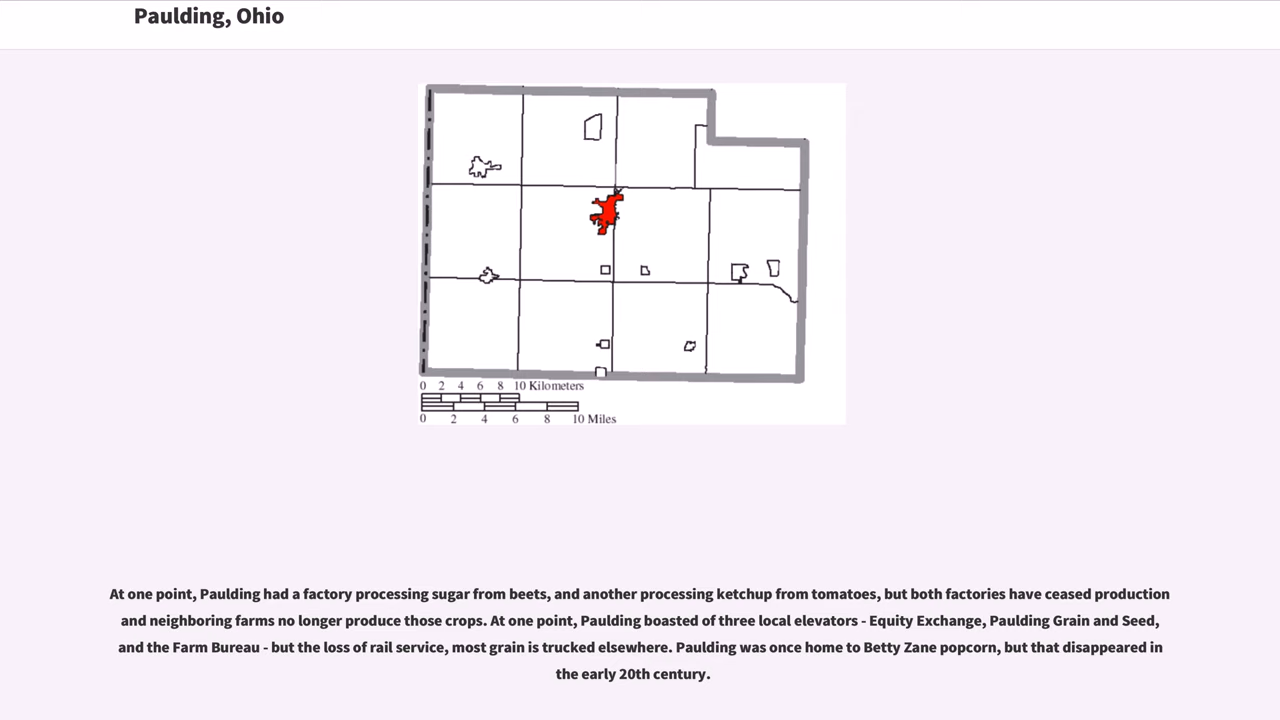 Paulding, Ohio
0 2 4 6 8 10 Kilometers
0 2 4 6 8 10 Miles
At one point, Paulding had a factory processing sugar from beets, and another processing ketchup from tomatoes, but both factories have ceased production
and neighboring farms no longer produce those crops. At one point, Paulding boasted of three local elevators - Equity Exchange, Paulding Grain and Seed,
and the Farm Bureau - but the loss of rail service, most grain is trucked elsewhere. Paulding was once home to Betty Zane popcorn, but that disappeared in
the early 20th century.